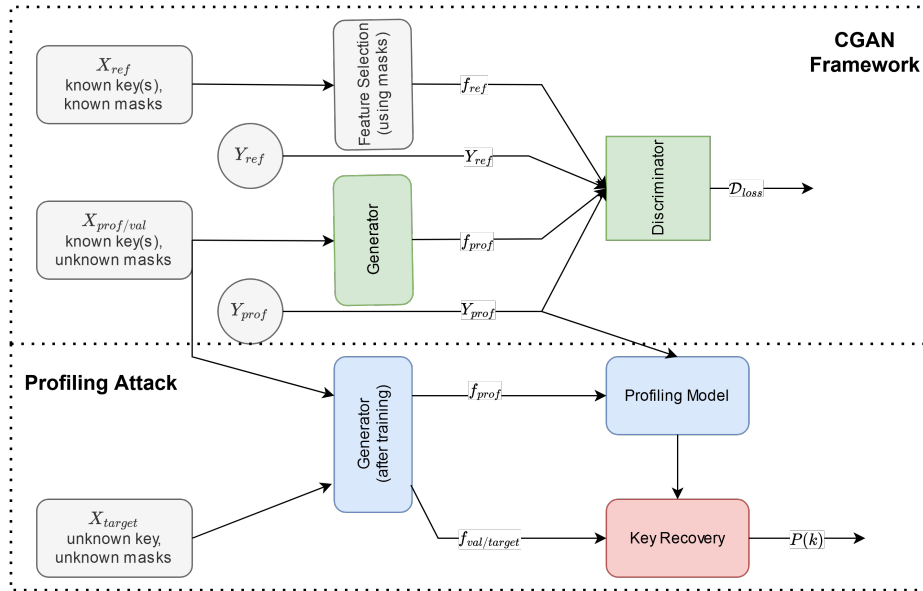 CGAN
Framework
X_ref
known key(s),
known masks
Feature Selection
(using masks)
f_ref
Y_ref
Y_ref
Discriminator
𝒟_loss
X_prof/val
known key(s),
unknown masks
Generator
f_prof
Y_prof
Y_prof
Profiling Attack
Generator
(after training)
f_prof
Profiling Model
X_target
unknown key,
unknown masks
f_val/target
Key Recovery
P(k)